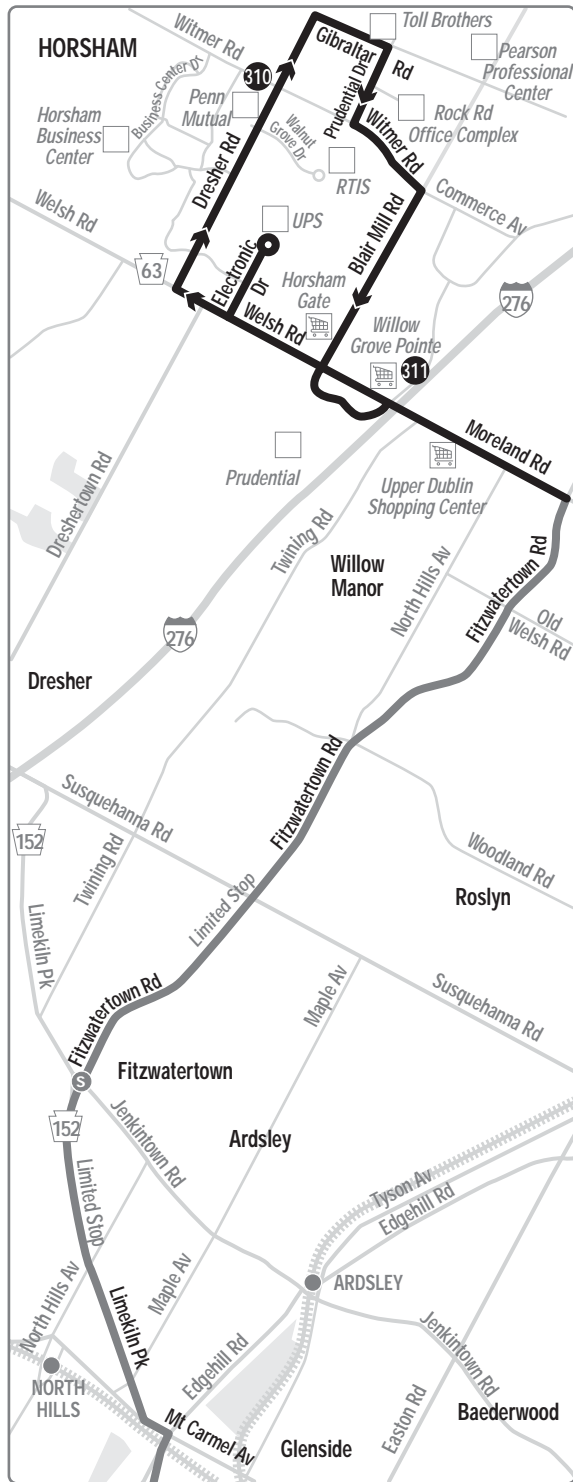 HORSHAM
Witmer Rd
Toll Brothers
Gibraltar
Rd
Pearson
Professional
Center
310
Business Center Dr
Penn
Mutual
Prudential Dr
Rock Rd
Office Complex
Horsham
Business
Center
Walnut
Grove Dr
Witmer Rd
RTIS
Dresher Rd
Welsh Rd
UPS
Blair Mill Rd
Commerce Av
63
Electronic
Dr
Horsham
Gate
276
Welsh Rd
Willow
Grove Pointe
311
Moreland Rd
Prudential
Upper Dublin
Shopping Center
Dreshertown Rd
Twining Rd
Willow
Manor
North Hills Av
Fitzwatertown Rd
Old
Welsh Rd
276
Dresher
Fitzwatertown Rd
Susquehanna Rd
152
Twining Rd
Woodland Rd
Limekiln Pk
Limited Stop
Roslyn
Maple Av
Susquehanna Rd
Fitzwatertown Rd
S
Fitzwatertown
152
Jenkintown Rd
Ardsley
Limited Stop
Tyson Av
Edgehill Rd
North Hills Av
Maple Av
ARDSLEY
Limekiln Pk
Jenkintown Rd
Edgehill Rd
Easton Rd
NORTH
HILLS
Mt Carmel Av
Glenside
Baederwood